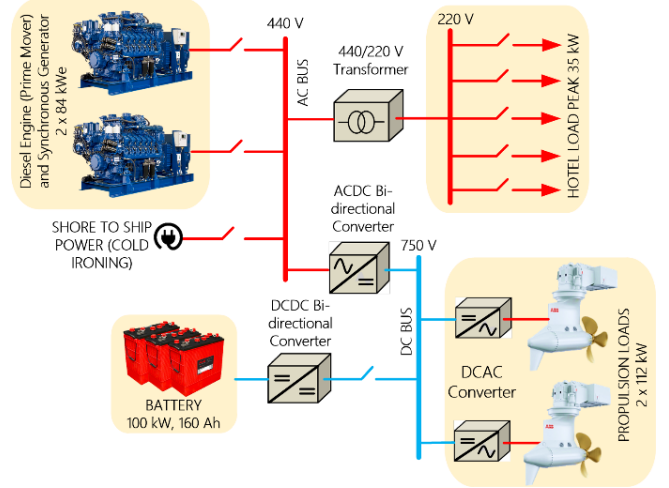 Diesel Engine (Prime Mover)
and Synchronous Generator
2 x 84 kWe
440 V
AC BUS
440/220 V
Transformer
220 V
HOTEL LOAD PEAK 35 kW
SHORE TO SHIP
POWER (COLD
IRONING)
ACDC Bi-
directional
Converter
750 V
DC BUS
DCDC Bi-
directional
Converter
BATTERY
100 kW, 160 Ah
DCAC
Converter
ABB
ABB
PROPULSION LOADS
2 x 112 kW